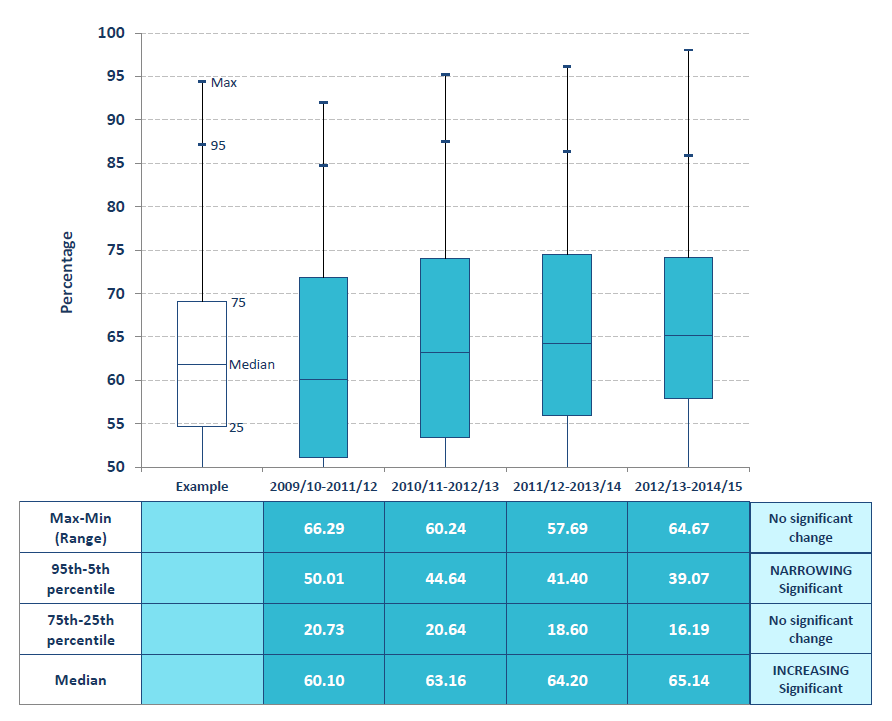 100
95
90
85
80
75
70
65
60
55
50
Percentage
Max
95
75
Median
25
Example 2009/10-2011/12 2010/11-2012/13 2011/12-2013/14 2012/13-2014/15
Max-Min
(Range)
66.29 60.24 57.69 64.67
No significant
change
95th-5th
percentile
50.01 44.64 41.40 39.07
NARROWING
Significant
75th-25th
percentile
20.73 20.64 18.60 16.19
No significant
change
Median
60.10 63.16 64.20 65.14
INCREASING
Significant